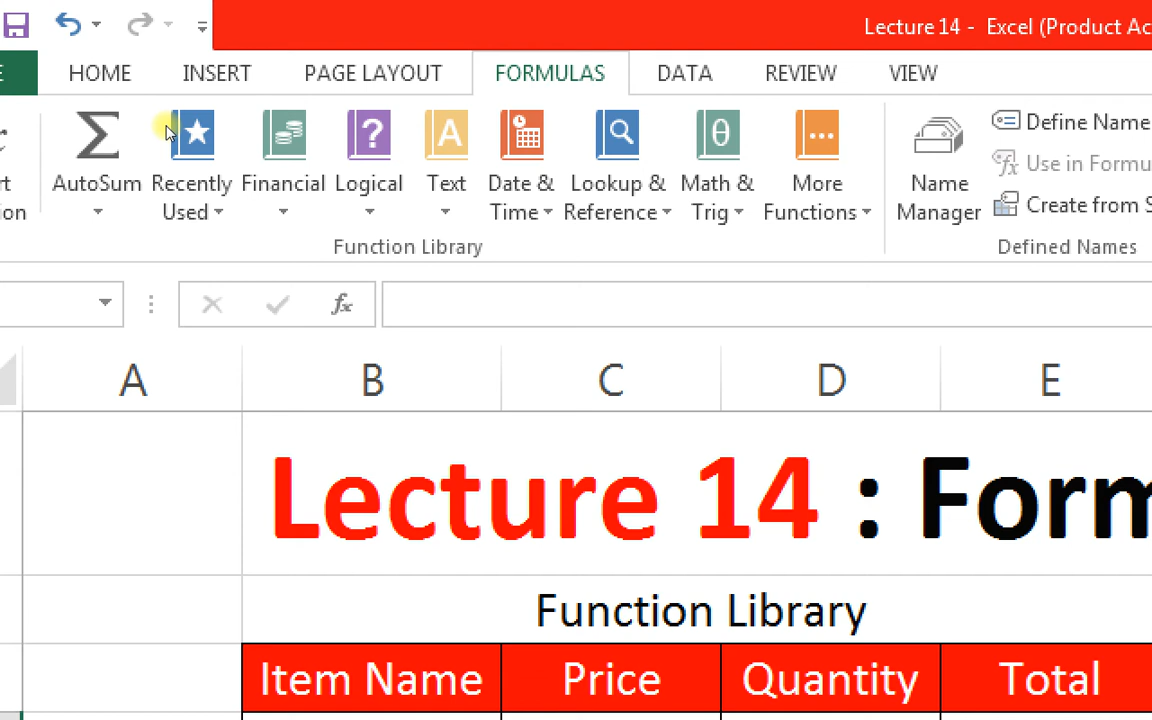 Lecture 14 - Excel (Product Ac
HOME INSERT PAGE LAYOUT FORMULAS DATA REVIEW VIEW
AutoSum Recently Used Financial Logical Text Date & Time Lookup & Reference Math & Trig More Functions Name Manager
Define Name
Use in Formu
Create from S
Function Library Defined Names
fx
A B C D E
Lecture 14 : Form
Function Library
Item Name Price Quantity Total